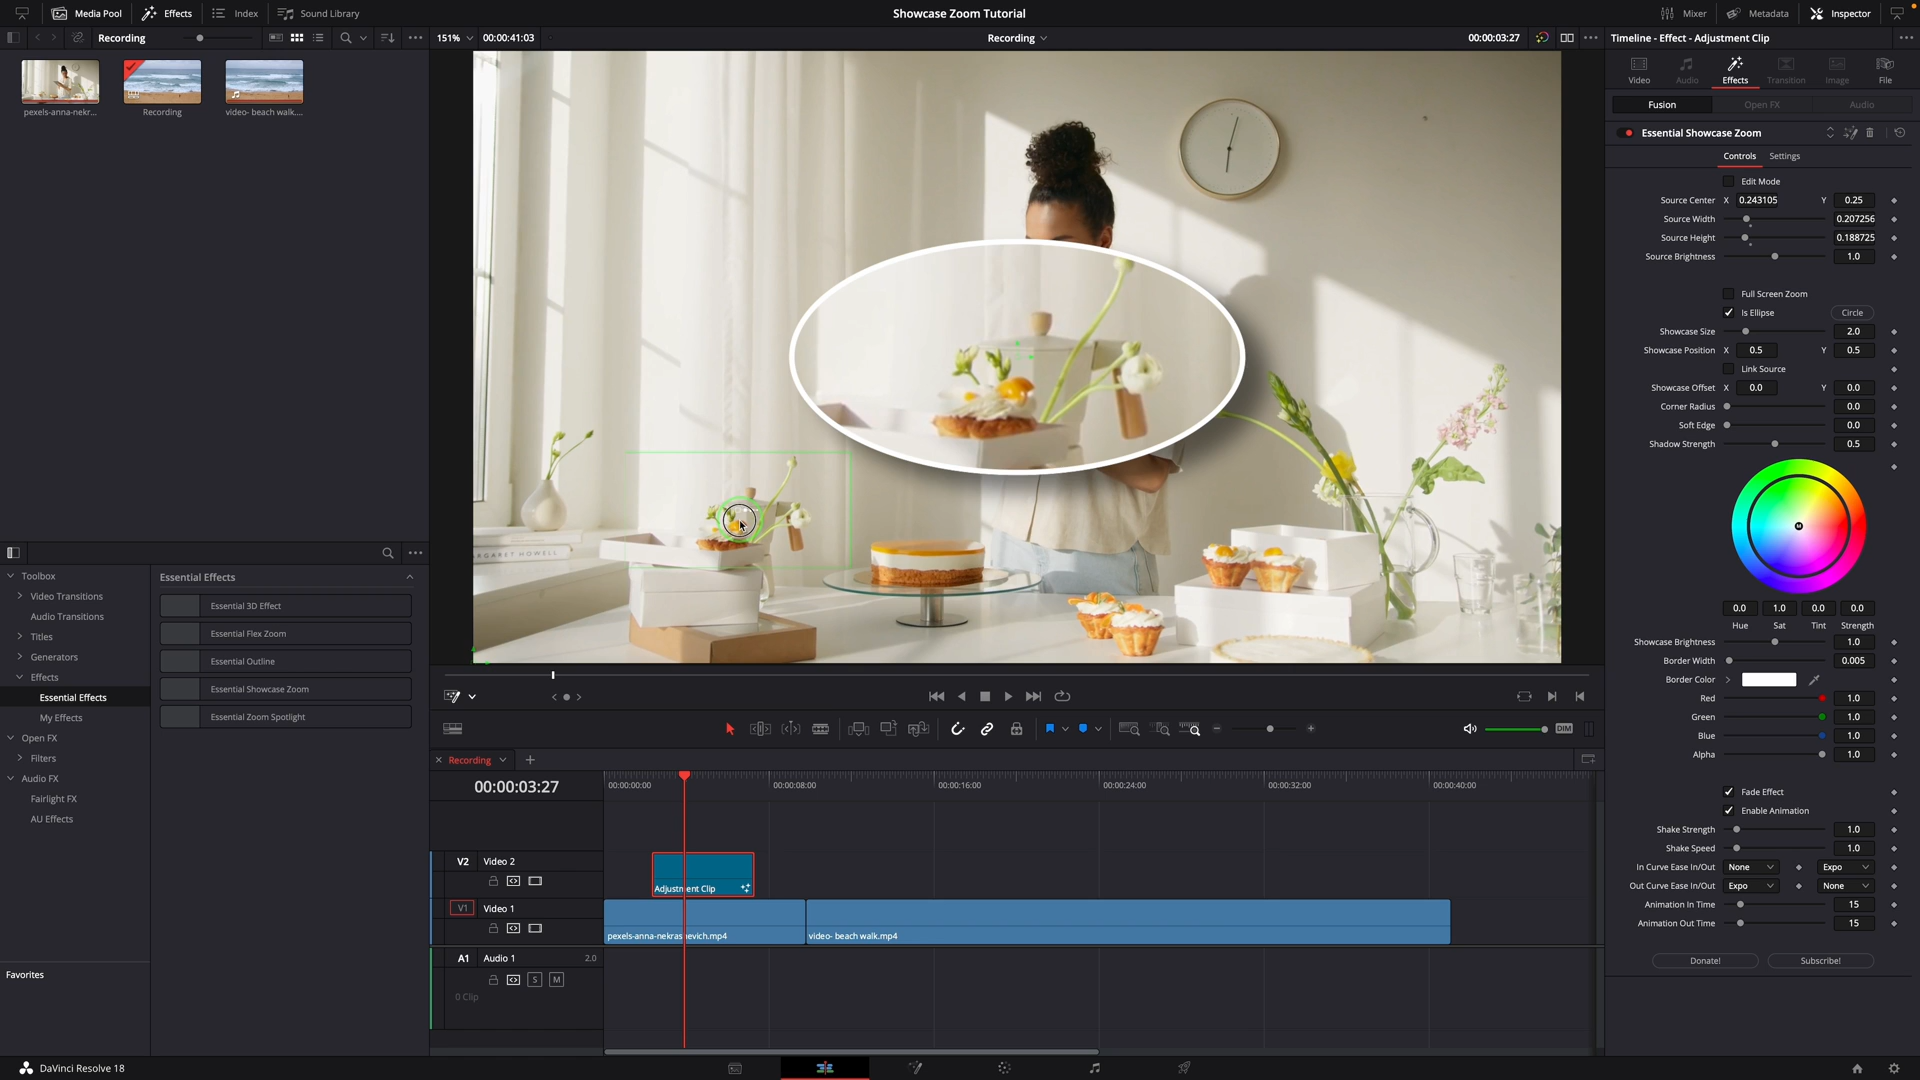 Media Pool
Effects
Index
Sound Library
Showcase Zoom Tutorial
Mixer
Metadata
Inspector
Recording
151%
00:00:41:03
Recording
00:00:03:27
Timeline - Effect - Adjustment Clip
Video
Audio
Effects
Transition
Image
File
pexels-anna-nekr...
Recording
video- beach walk....
Fusion
Open FX
Audio
Essential Showcase Zoom
Controls
Settings
Edit Mode
Source Center X 0.243105 Y 0.25
Source Width 0.207256
Source Height 0.188725
Source Brightness 1.0
Full Screen Zoom
Is Ellipse Circle
Showcase Size 2.0
Showcase Position X 0.5 Y 0.5
Link Source
Showcase Offset X 0.0 Y 0.0
Corner Radius 0.0
Soft Edge 0.0
Shadow Strength 0.5
0.0 1.0 0.0 0.0
Hue Sat Tint Strength
Showcase Brightness 1.0
Border Width 0.005
Border Color
Red 1.0
Green 1.0
Blue 1.0
Alpha 1.0
Fade Effect
Enable Animation
Shake Strength 1.0
Shake Speed 1.0
In Curve Ease In/Out None Expo
Out Curve Ease In/Out Expo None
Animation In Time 15
Animation Out Time 15
Donate!
Subscribe!
ARGARET HOWELL
Toolbox
Video Transitions
Audio Transitions
Titles
Generators
Effects
Essential Effects
My Effects
Open FX
Filters
Audio FX
Fairlight FX
AU Effects
Favorites
Essential Effects
Essential 3D Effect
Essential Flex Zoom
Essential Outline
Essential Showcase Zoom
Essential Zoom Spotlight
DIM
Recording
00:00:03:27
00:00:00:00
00:00:08:00
00:00:16:00
00:00:24:00
00:00:32:00
00:00:40:00
V2 Video 2
Adjustment Clip
V1 Video 1
pexels-anna-nekrashevich.mp4
video- beach walk.mp4
A1 Audio 1 2.0
S M
0 Clip
DaVinci Resolve 18